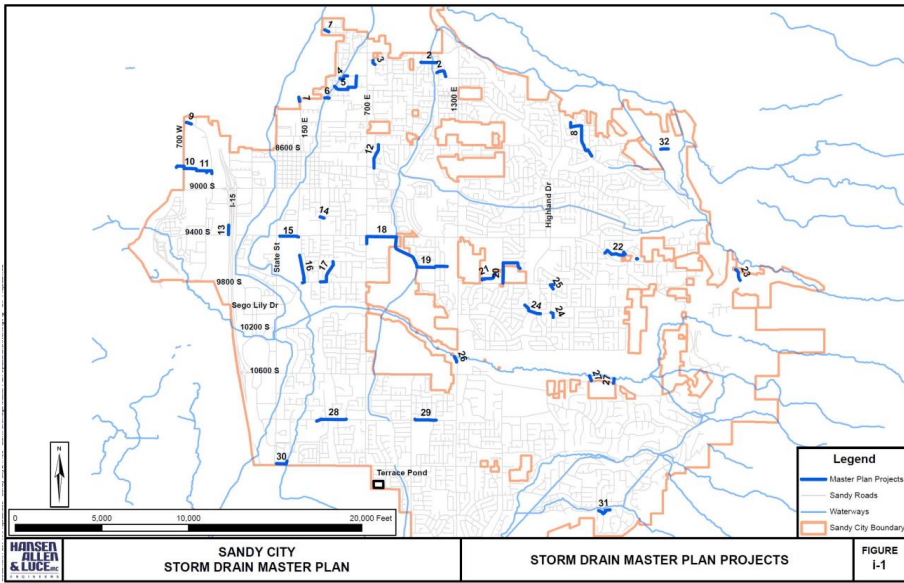 1
2
3
2
4
5
6
7
700 E
1300 E
150 E
9
700 W
8
32
8600 S
12
10 11
9000 S
I-15
Highland Dr
14
9400 S
13
15
18
State St
22
16
17
19
21
20
23
9800 S
25
Sego Lily Dr
24
24
10200 S
26
10600 S
27
27
28
29
30
Terrace Pond
31
N
0 5,000 10,000 20,000 Feet
Legend
Master Plan Projects
Sandy Roads
Waterways
Sandy City Boundary
HANSEN
ALLEN
& LUCE INC
ENGINEERS
SANDY CITY
STORM DRAIN MASTER PLAN
STORM DRAIN MASTER PLAN PROJECTS
FIGURE
i-1